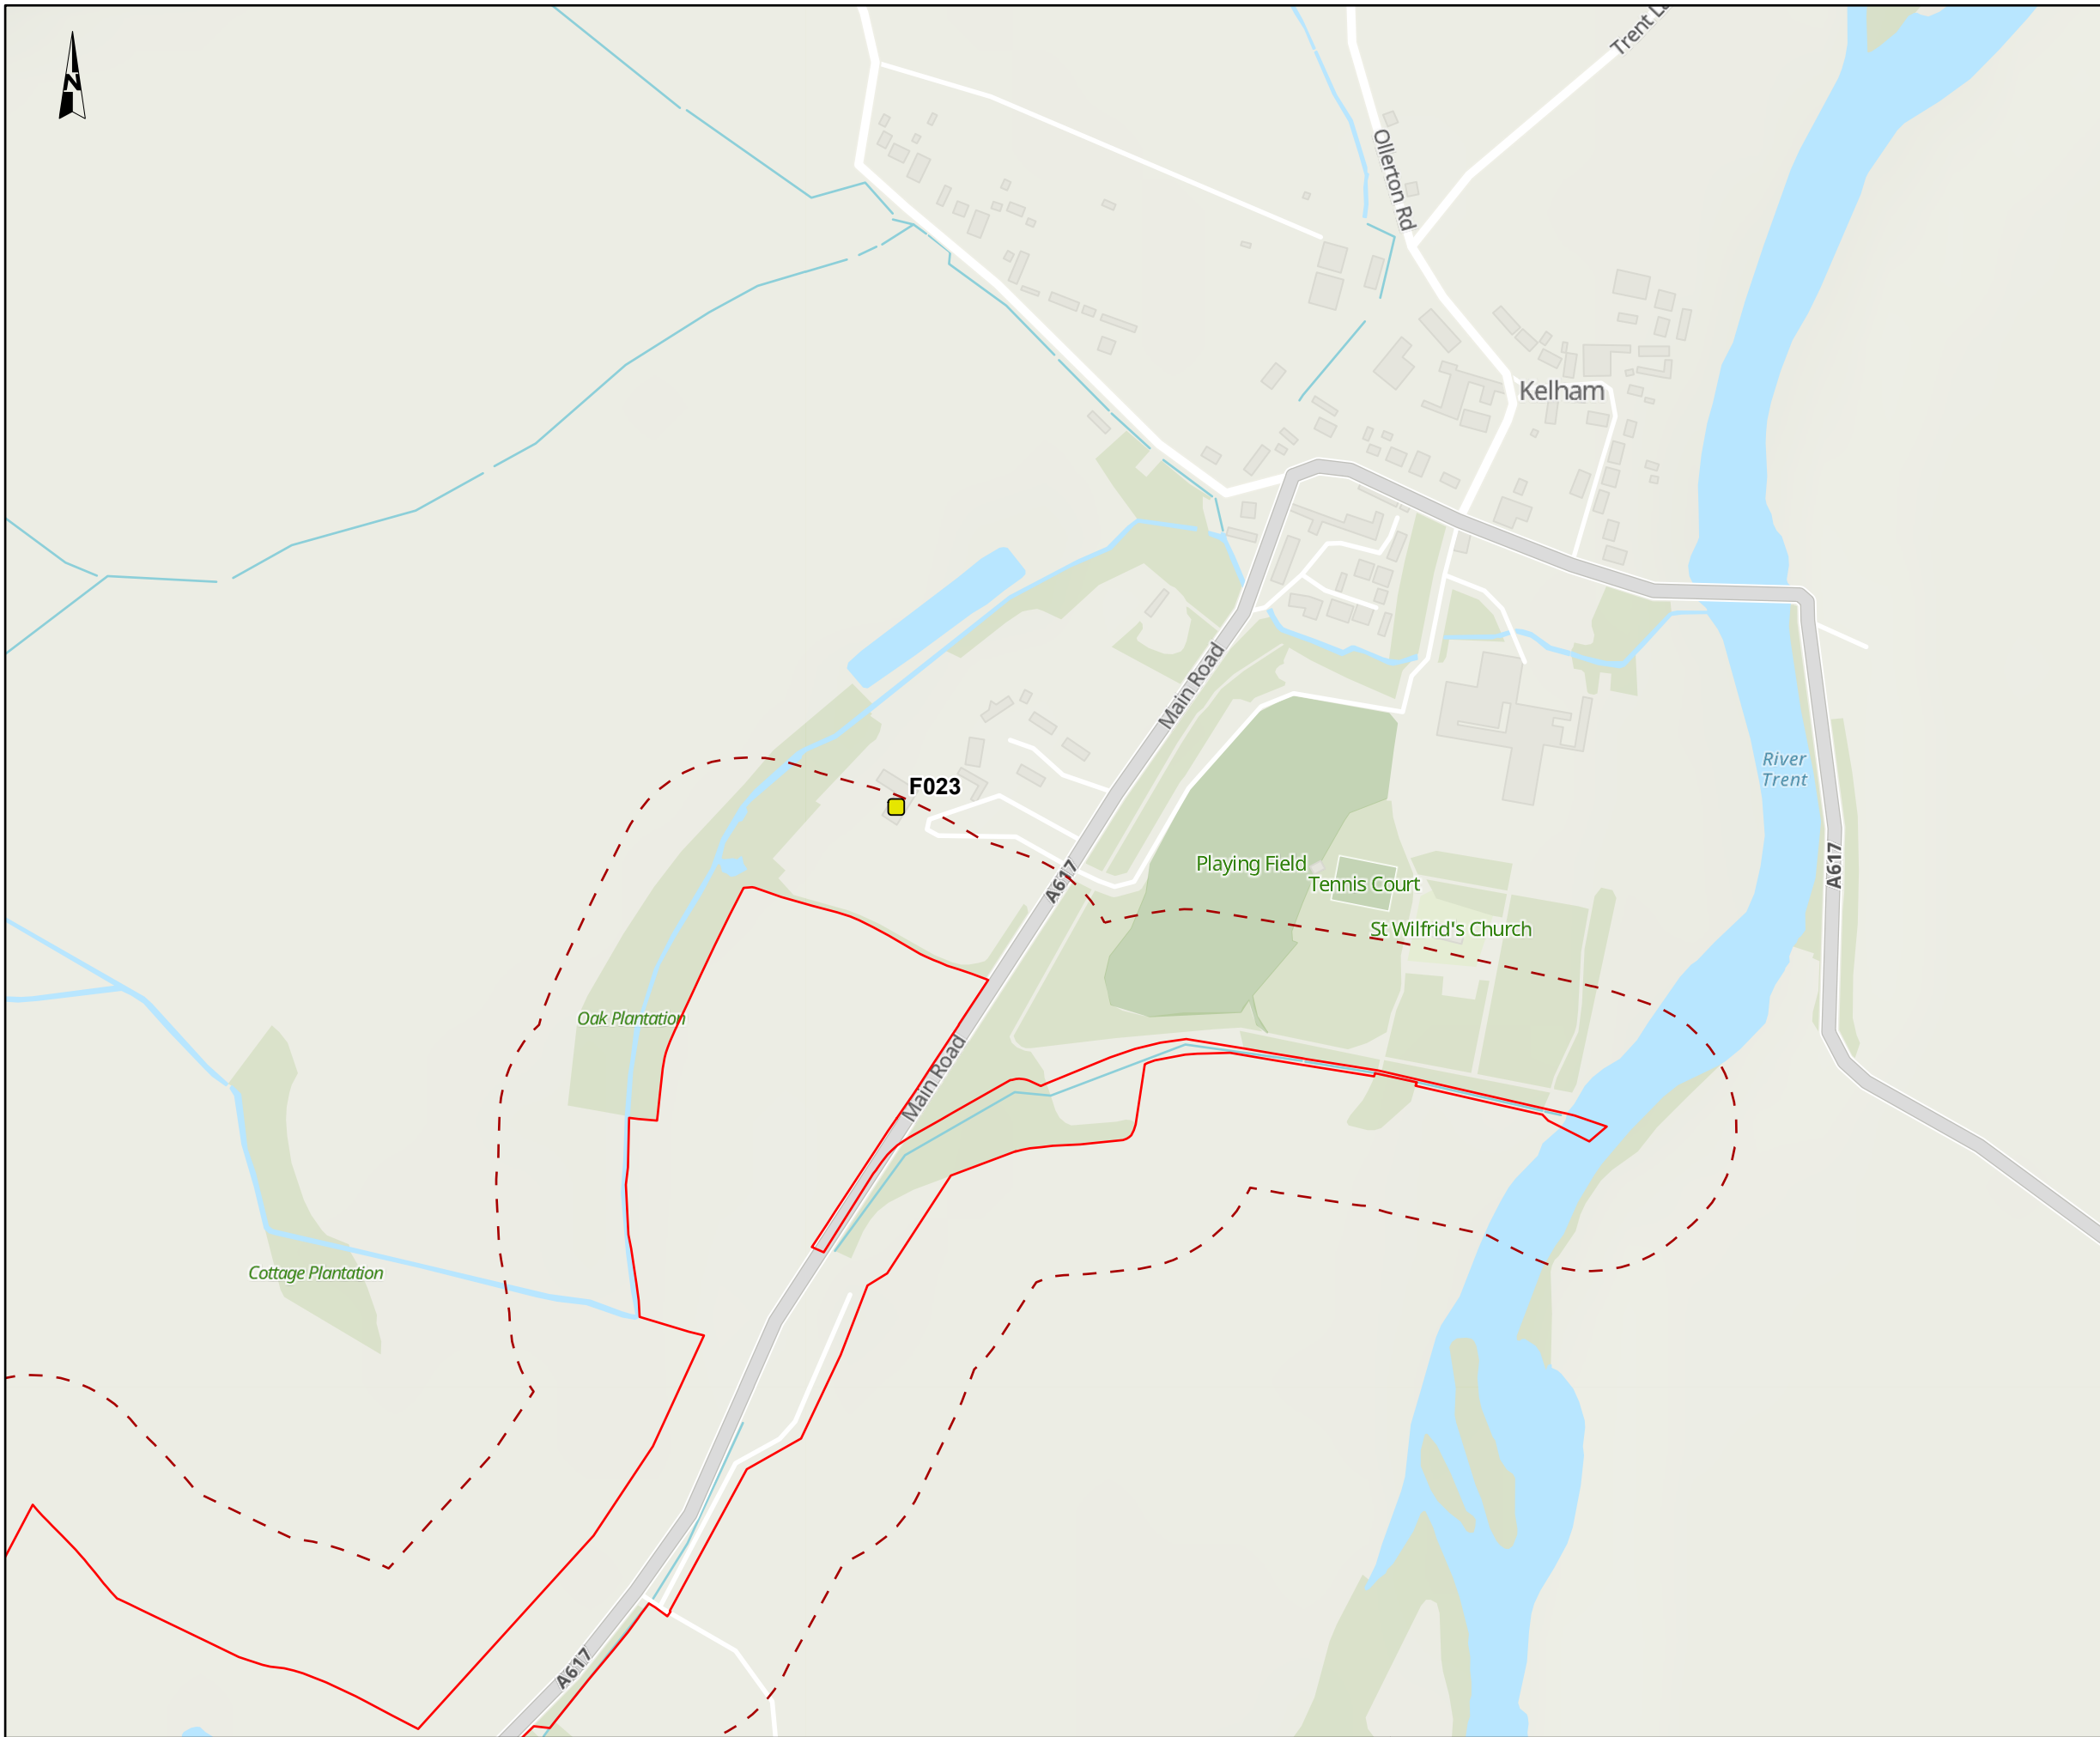 N
Trent La
Ollerton Rd
Kelham
Main Road
River
Trent
F023
A617
Playing Field
Tennis Court
A617
St Wilfrid's Church
Oak Plantation
Main Road
Cottage Plantation
A617